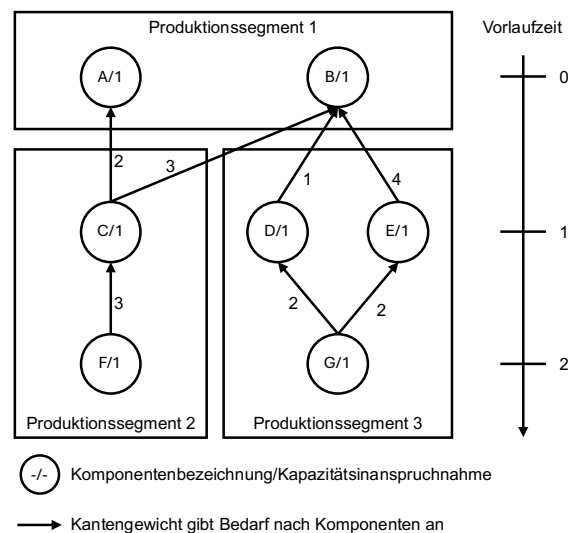 Produktionssegment 1
Vorlaufzeit
A/1
B/1
0
2
3
1
4
C/1
D/1
E/1
1
3
2
2
F/1
G/1
2
Produktionssegment 2
Produktionssegment 3
-/- Komponentenbezeichnung/Kapazitätsinanspruchnahme
Kantengewicht gibt Bedarf nach Komponenten an